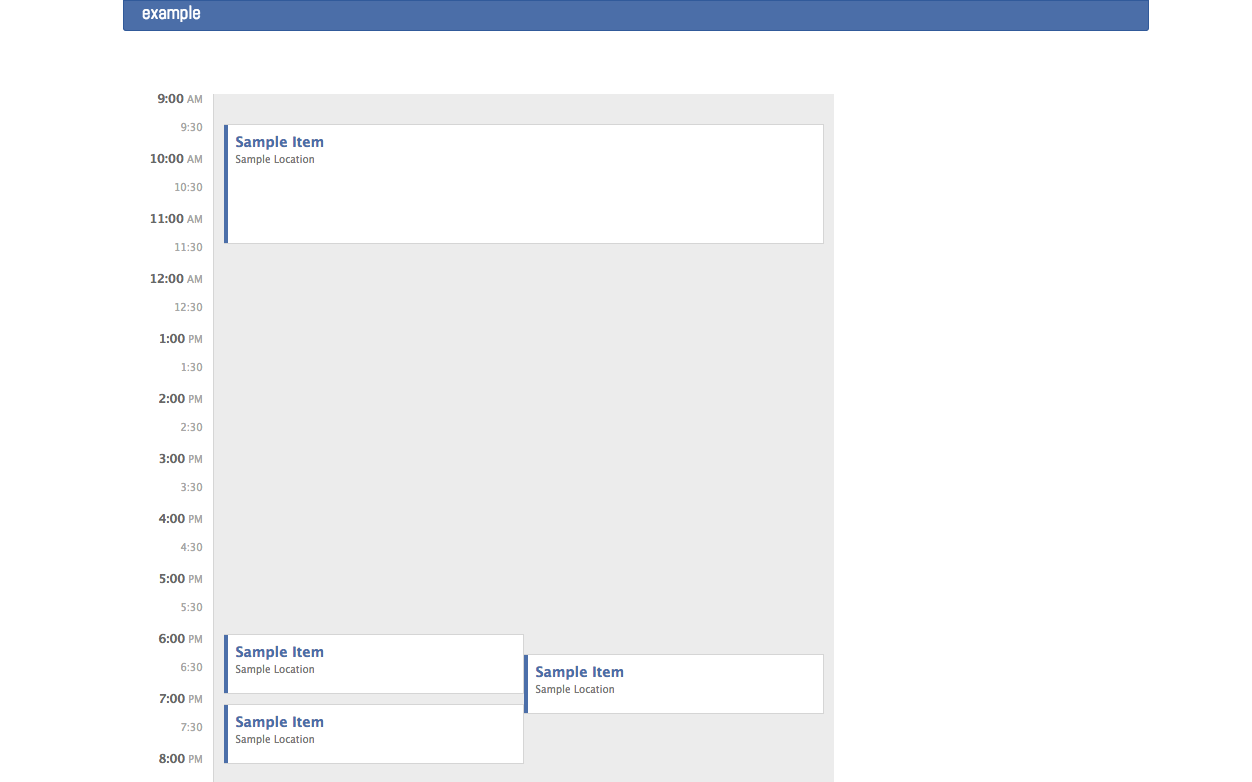 example
9:00 AM
9:30
Sample Item
Sample Location
10:00 AM
10:30
11:00 AM
11:30
12:00 AM
12:30
1:00 PM
1:30
2:00 PM
2:30
3:00 PM
3:30
4:00 PM
4:30
5:00 PM
5:30
6:00 PM
Sample Item
Sample Location
6:30
Sample Item
Sample Location
7:00 PM
Sample Item
Sample Location
7:30
8:00 PM